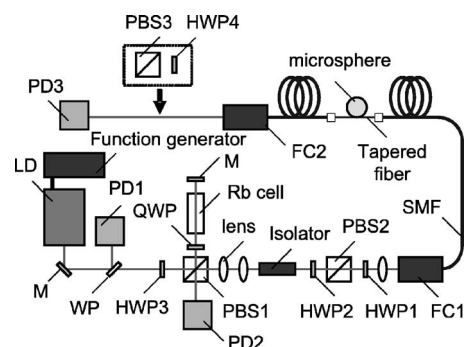 PBS3 HWP4
microsphere
PD3
FC2
Tapered
fiber
Function generator
LD
PD1
M
Rb cell
QWP
lens
Isolator
PBS2
SMF
M
WP
HWP3
PBS1
HWP2
HWP1
FC1
PD2